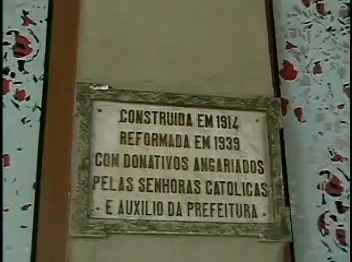 CONSTRUIDA EM 1914
REFORMADA EM 1939
COM DONATIVOS ANGARIADOS
PELAS SENHORAS CATOLICAS
E AUXILIO DA PREFEITURA